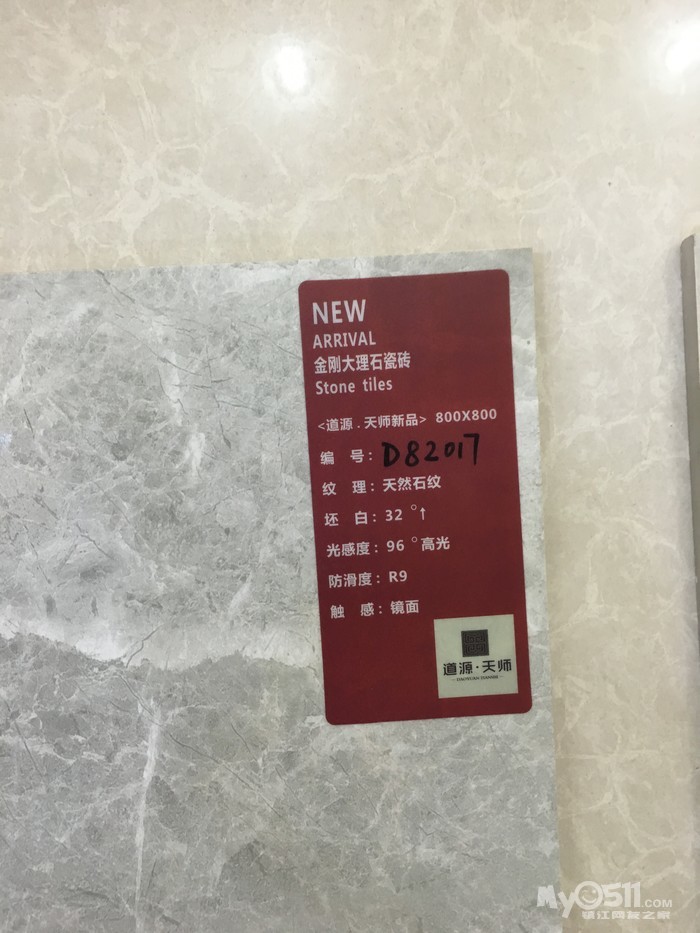 NEW
ARRIVAL
金刚大理石瓷砖
Stone tiles
<道源.天师新品> 800X800
编 号: D82017
纹 理: 天然石纹
坯 白: 32 °↑
光感度: 96 °高光
防滑度: R9
触 感: 镜面
道源·天师
My0511.COM
镇江网友之家